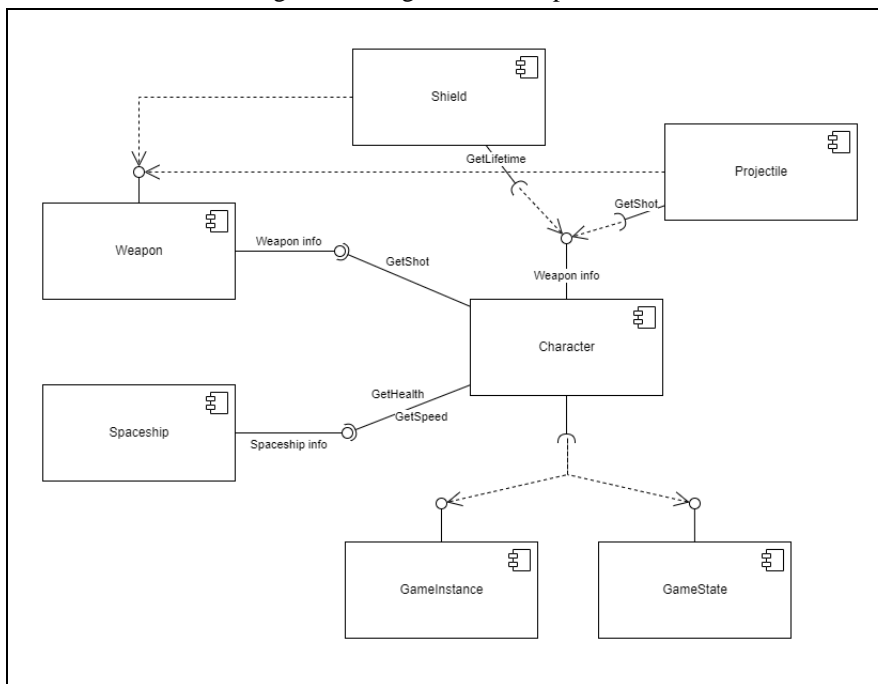 Shield
GetLifetime
Projectile
GetShot
Weapon
Weapon info
GetShot
Weapon info
Character
GetHealth
GetSpeed
Spaceship
Spaceship info
GameInstance
GameState